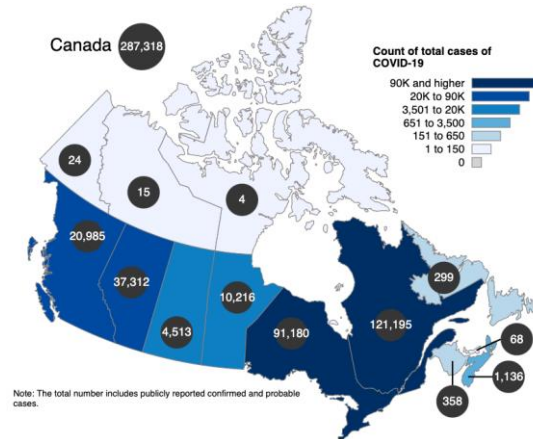 Canada 287,318
Count of total cases of
COVID-19
90K and higher
20K to 90K
3,501 to 20K
651 to 3,500
151 to 650
1 to 150
0
24
15
4
20,985
37,312
4,513
10,216
91,180
121,195
299
68
1,136
358
Note: The total number includes publicly reported confirmed and probable
cases.